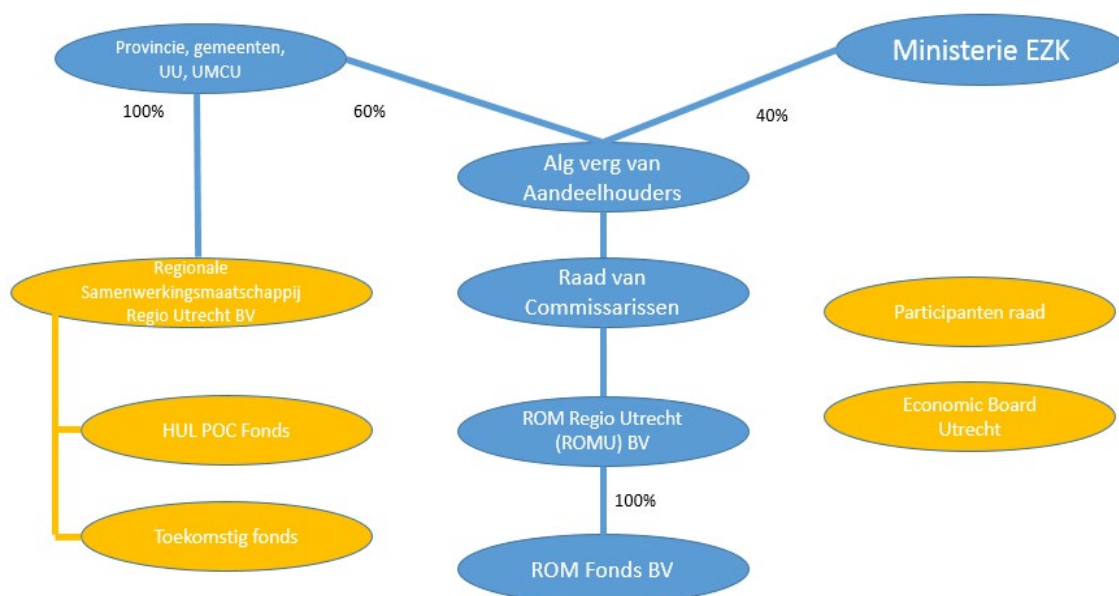 Provincie, gemeenten,
UU, UMCU
Ministerie EZK
100%
60%
40%
Alg verg van
Aandeelhouders
Regionale
Samenwerkingsmaatschappij
Regio Utrecht BV
Raad van
Commissarissen
Participanten raad
HUL POC Fonds
ROM Regio Utrecht
(ROMU) BV
Economic Board
Utrecht
100%
Toekomstig fonds
ROM Fonds BV